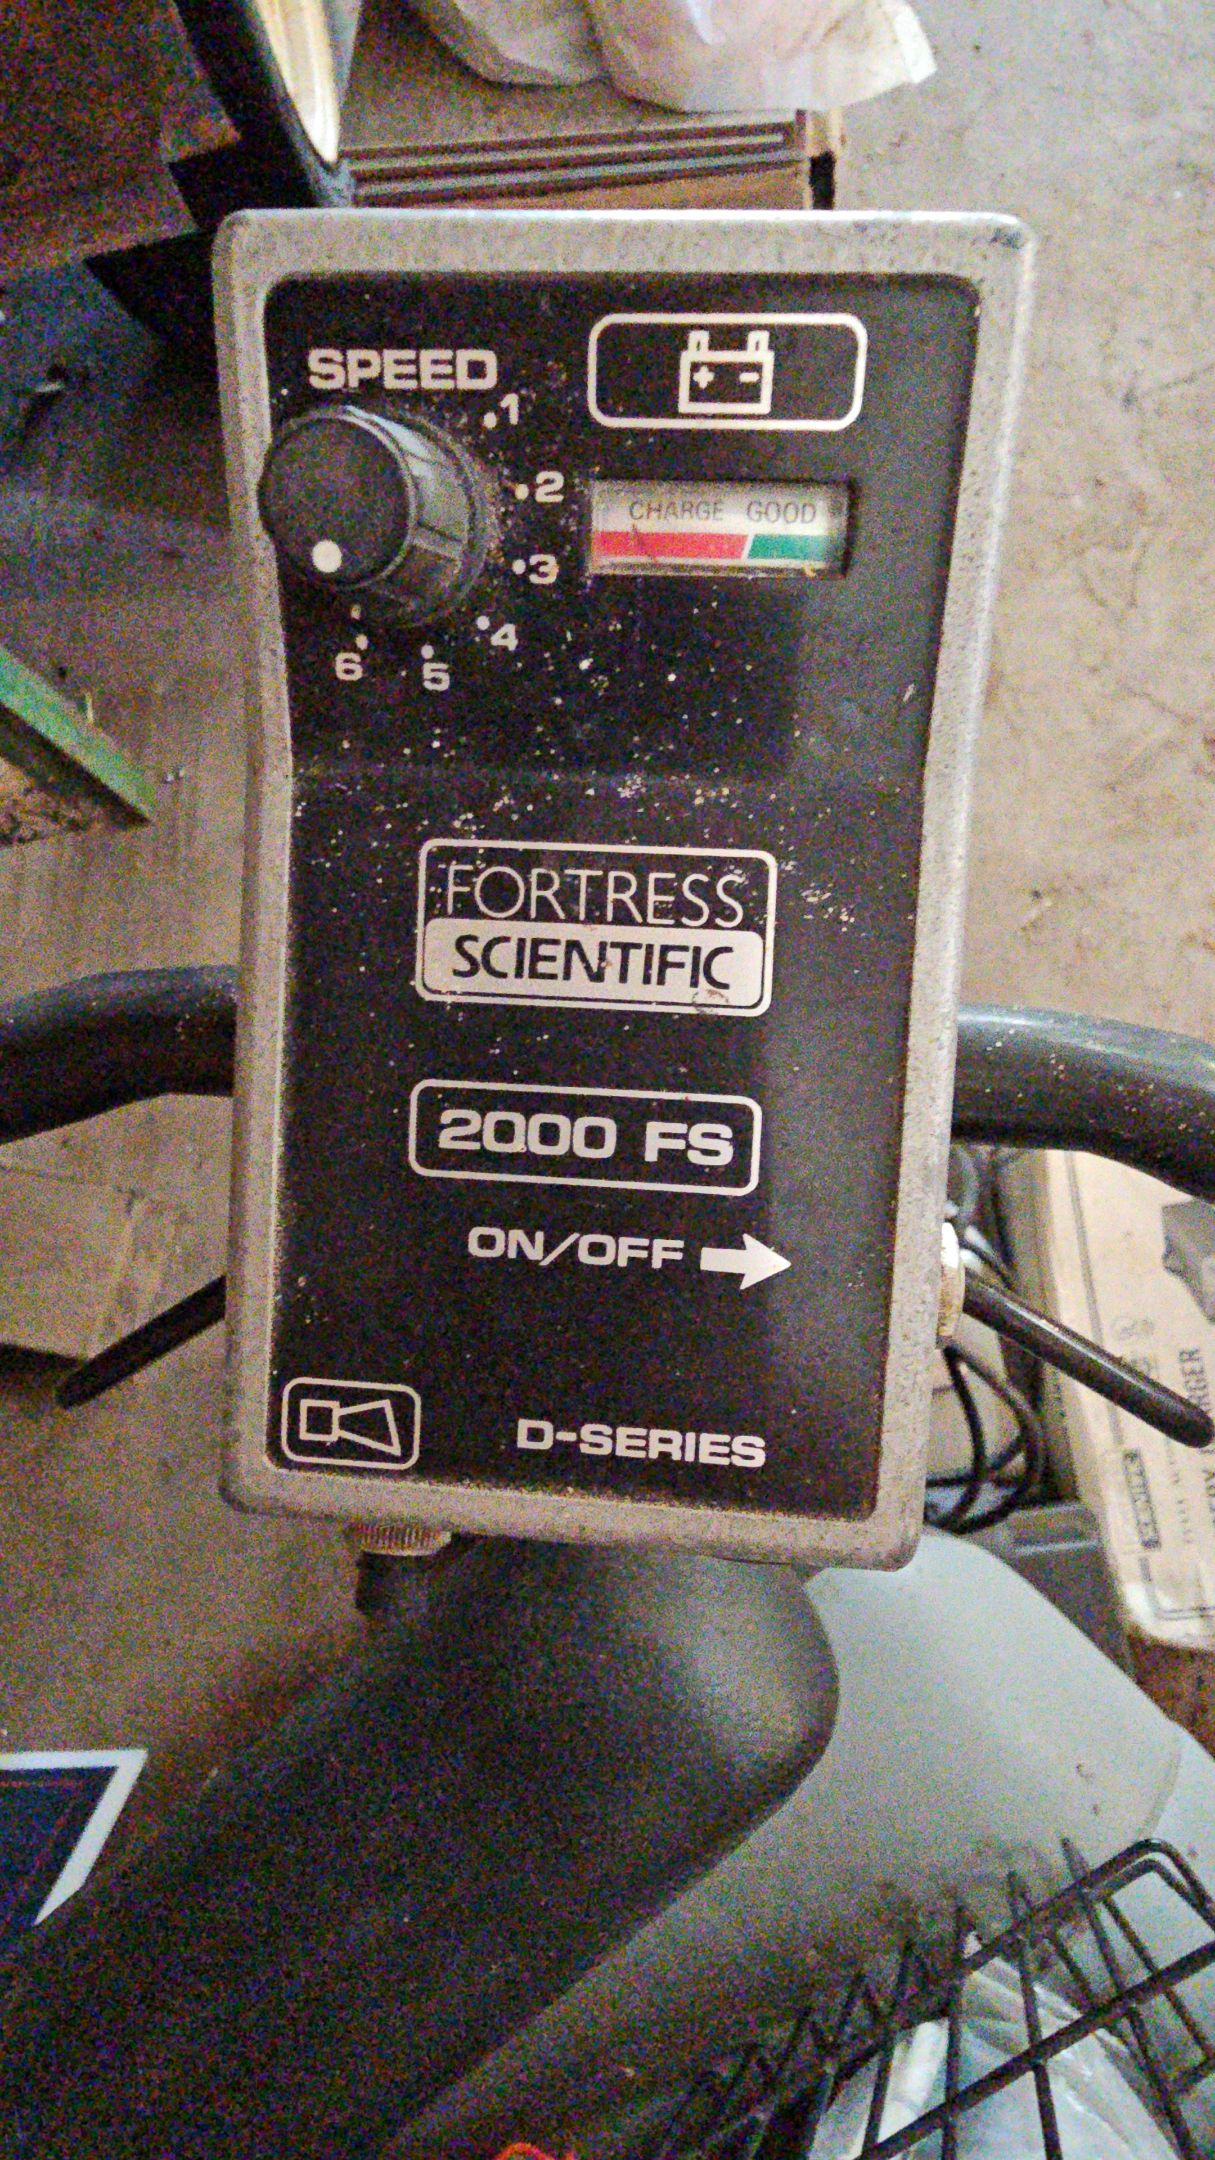 SPEED
1
2
3
4
5
6
+ -
CHARGE GOOD
FORTRESS
SCIENTIFIC
2000 FS
ON/OFF
D-SERIES